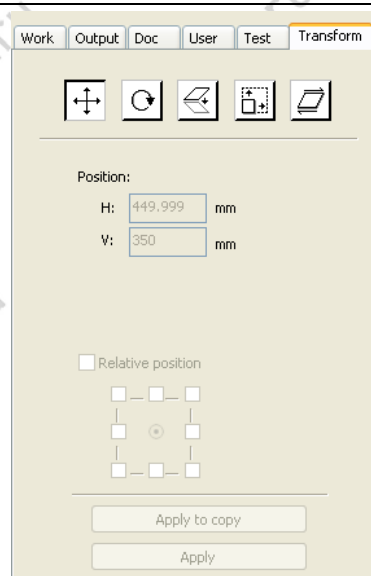 Work Output Doc User Test Transform
Position:
H: 449.999 mm
V: 350 mm
Relative position
Apply to copy
Apply